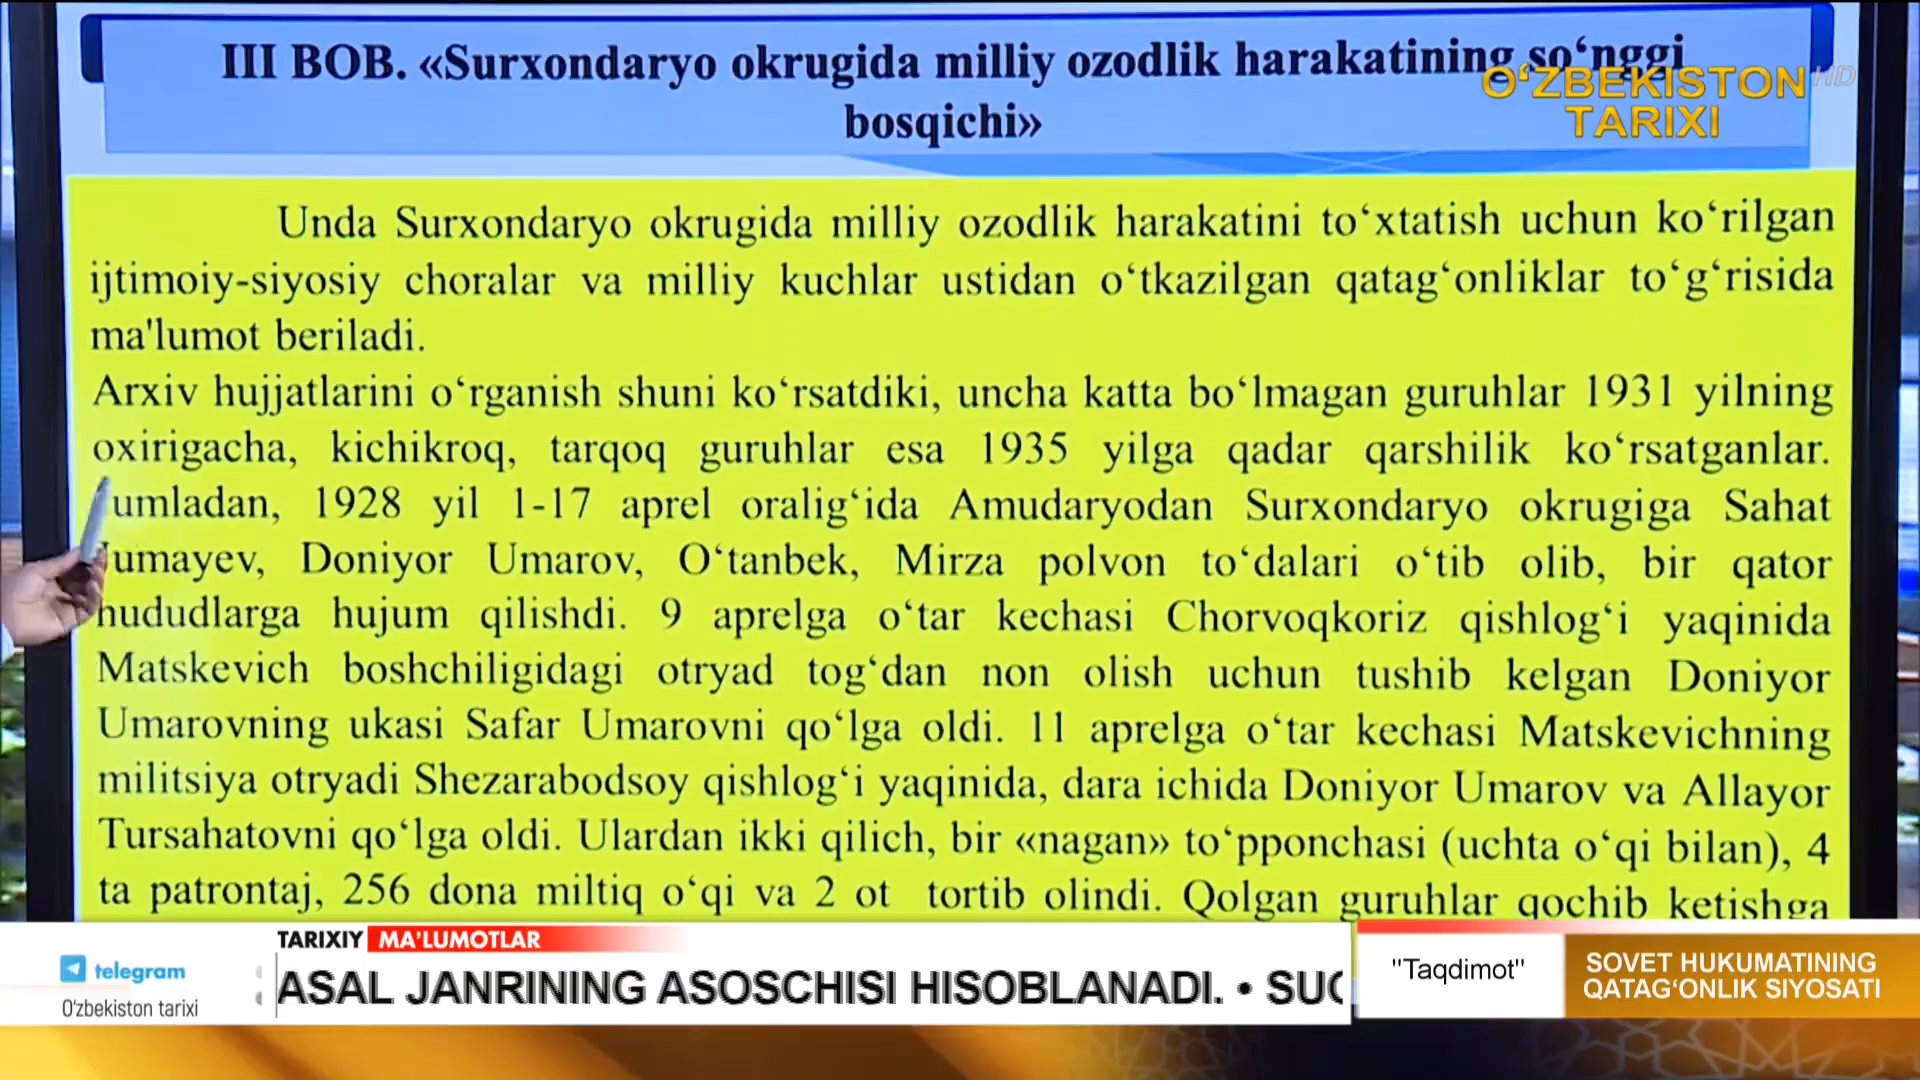 III BOB. «Surxondaryo okrugida milliy ozodlik harakatining so‘nggi
bosqichi»
O‘ZBEKISTON HD
TARIXI
Unda Surxondaryo okrugida milliy ozodlik harakatini to‘xtatish uchun ko‘rilgan
ijtimoiy-siyosiy choralar va milliy kuchlar ustidan o‘tkazilgan qatag‘onliklar to‘g‘risida
ma'lumot beriladi.
Arxiv hujjatlarini o‘rganish shuni ko‘rsatdiki, uncha katta bo‘lmagan guruhlar 1931 yilning
oxirigacha, kichikroq, tarqoq guruhlar esa 1935 yilga qadar qarshilik ko‘rsatganlar.
umladan, 1928 yil 1-17 aprel oralig‘ida Amudaryodan Surxondaryo okrugiga Sahat
Jumayev, Doniyor Umarov, O‘tanbek, Mirza polvon to‘dalari o‘tib olib, bir qator
hududlarga hujum qilishdi. 9 aprelga o‘tar kechasi Chorvoqkoriz qishlog‘i yaqinida
Matskevich boshchiligidagi otryad tog‘dan non olish uchun tushib kelgan Doniyor
Umarovning ukasi Safar Umarovni qo‘lga oldi. 11 aprelga o‘tar kechasi Matskevichning
militsiya otryadi Shezarabodsoy qishlog‘i yaqinida, dara ichida Doniyor Umarov va Allayor
Tursahatovni qo‘lga oldi. Ulardan ikki qilich, bir «nagan» to‘pponchasi (uchta o‘qi bilan), 4
ta patrontaj, 256 dona miltiq o‘qi va 2 ot tortib olindi. Qolgan guruhlar qochib ketishga
TARIXIY MA'LUMOTLAR
telegram
O'zbekiston tarixi
ASAL JANRINING ASOSCHISI HISOBLANADI. • SUG
"Taqdimot"
SOVET HUKUMATINING
QATAG‘ONLIK SIYOSATI